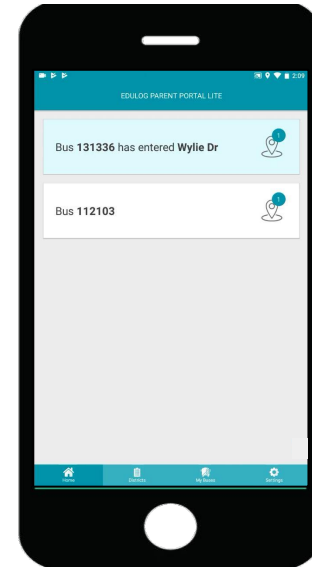 2:09
EDULOG PARENT PORTAL LITE
1
Bus 131336 has entered Wylie Dr
1
Bus 112103
Home Districts My Buses Settings